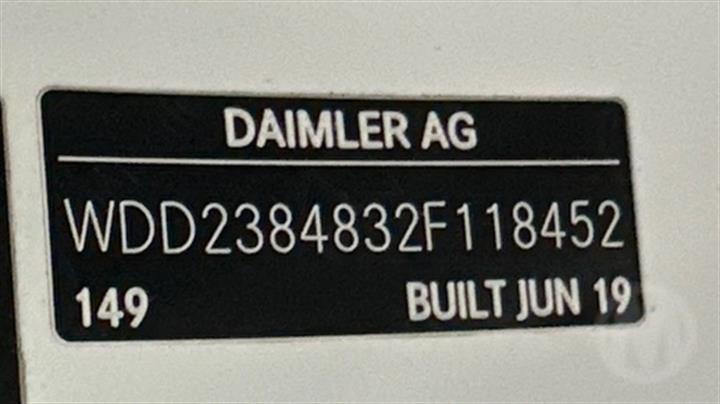 DAIMLER AG
WDD2384832F118452
149 BUILT JUN 19